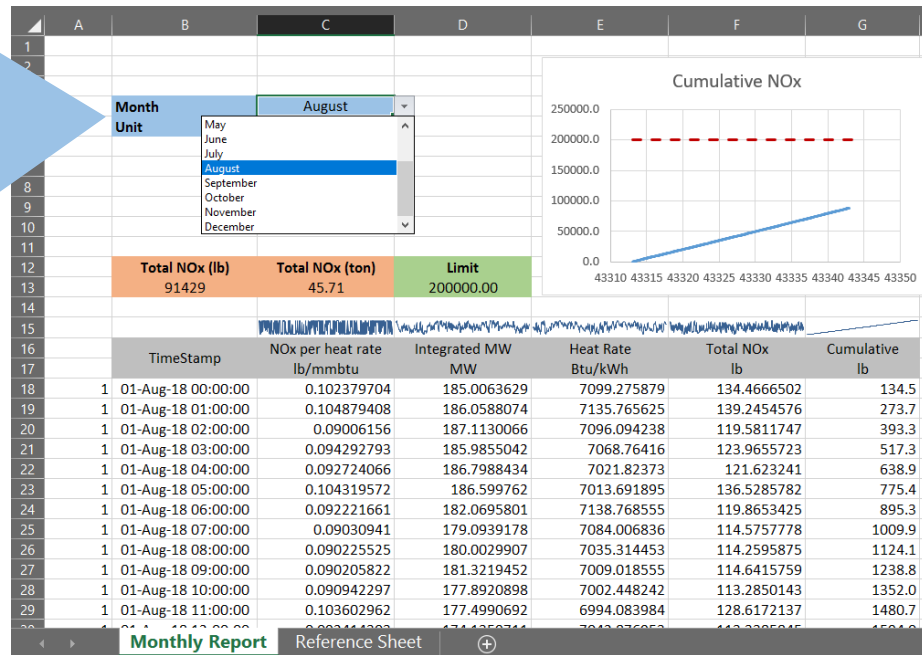 A B C D E F G
1
2
Cumulative NOx
Month August
Unit
May
June
July
August
September
October
November
December
250000.0
200000.0
150000.0
100000.0
50000.0
0.0
43310 43315 43320 43325 43330 43335 43340 43345 43350
8
9
10
11
12 Total NOx (lb) Total NOx (ton) Limit
13 91429 45.71 200000.00
14
15
16 TimeStamp NOx per heat rate Integrated MW Heat Rate Total NOx Cumulative
17 lb/mmbtu MW Btu/kWh lb lb
18 1 01-Aug-18 00:00:00 0.102379704 185.0063629 7099.275879 134.4666502 134.5
19 1 01-Aug-18 01:00:00 0.104879408 186.0588074 7135.765625 139.2454576 273.7
20 1 01-Aug-18 02:00:00 0.09006156 187.1130066 7096.094238 119.5811747 393.3
21 1 01-Aug-18 03:00:00 0.094292793 185.9855042 7068.76416 123.9655723 517.3
22 1 01-Aug-18 04:00:00 0.092724066 186.7988434 7021.82373 121.623241 638.9
23 1 01-Aug-18 05:00:00 0.104319572 186.599762 7013.691895 136.5285782 775.4
24 1 01-Aug-18 06:00:00 0.092221661 182.0695801 7138.768555 119.8653425 895.3
25 1 01-Aug-18 07:00:00 0.09030941 179.0939178 7084.006836 114.5757778 1009.9
26 1 01-Aug-18 08:00:00 0.090225525 180.0029907 7035.314453 114.2595875 1124.1
27 1 01-Aug-18 09:00:00 0.090205822 181.3219452 7009.018555 114.6415759 1238.8
28 1 01-Aug-18 10:00:00 0.090942297 177.8920898 7002.448242 113.2850143 1352.0
29 1 01-Aug-18 11:00:00 0.103602962 177.4990692 6994.083984 128.6172137 1480.7
Monthly Report Reference Sheet